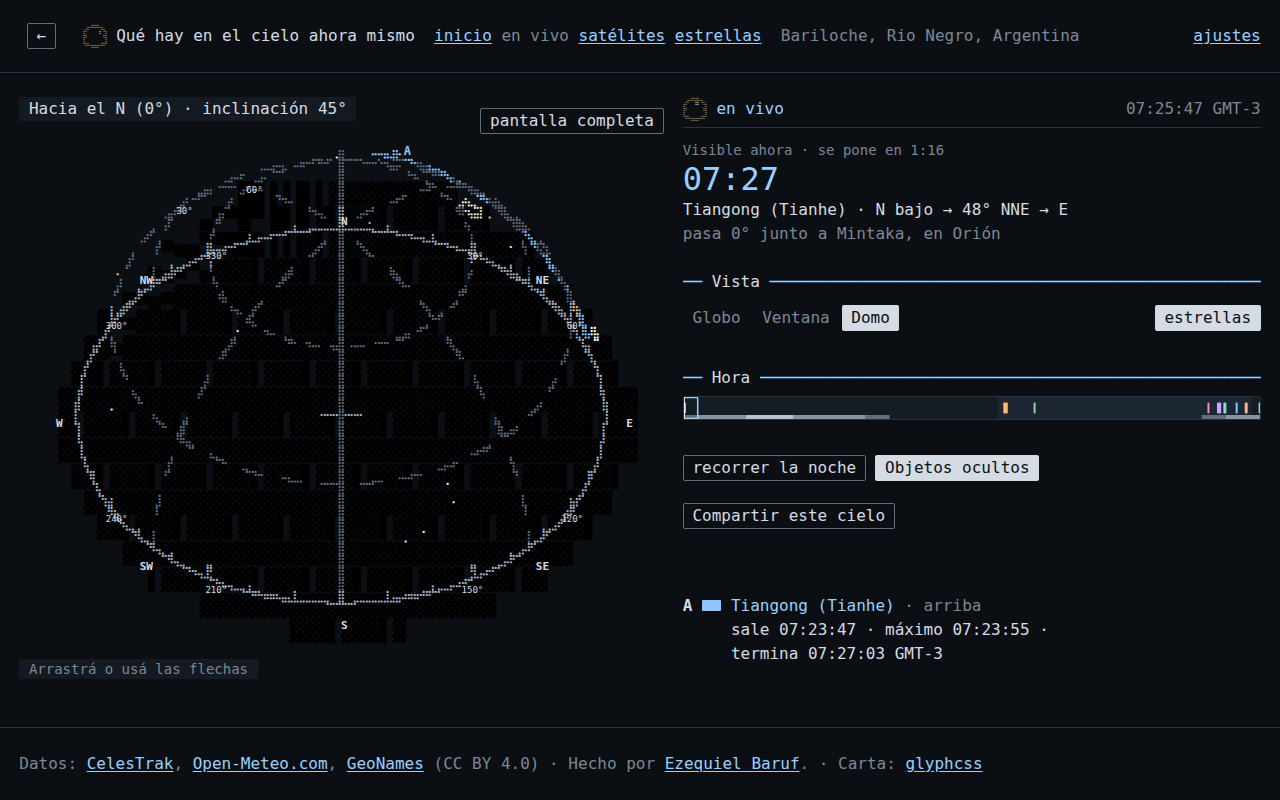 ← Qué hay en el cielo ahora mismo inicio en vivo satélites estrellas Bariloche, Rio Negro, Argentina ajustes
Hacia el N (0°) · inclinación 45°
pantalla completa
A
60°
30°
N
330°
30°
NW
NE
300°
60°
W
E
240°
120°
SW
SE
210°
150°
S
Arrastrá o usá las flechas
en vivo 07:25:47 GMT-3
Visible ahora · se pone en 1:16
07:27
Tiangong (Tianhe) · N bajo → 48° NNE → E
pasa 0° junto a Mintaka, en Orión
Vista
Globo Ventana Domo estrellas
Hora
recorrer la noche Objetos ocultos
Compartir este cielo
A Tiangong (Tianhe) · arriba
sale 07:23:47 · máximo 07:23:55 ·
termina 07:27:03 GMT-3
Datos: CelesTrak, Open-Meteo.com, GeoNames (CC BY 4.0) · Hecho por Ezequiel Baruf. · Carta: glyphcss